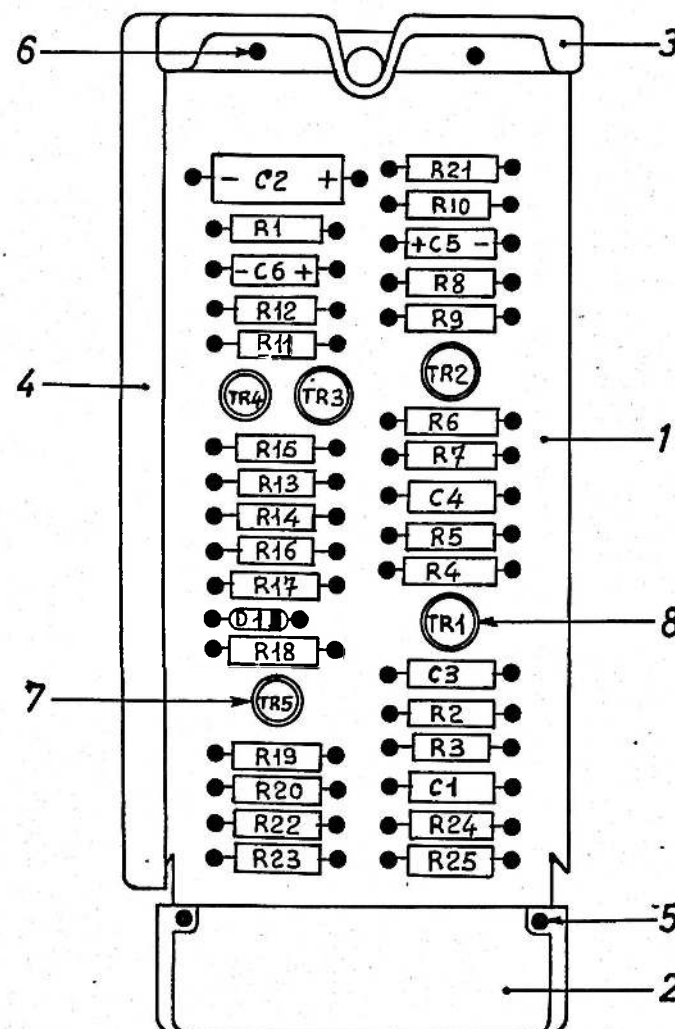 6
3
- C2 +
R21
R1
R10
-C6+
+C5-
R12
R8
R11
R9
4
TR4
TR3
TR2
R15
R6
1
R13
R7
R14
C4
R16
R5
R17
R4
D1
TR1
8
R18
7
TR5
C3
R2
R19
R3
R20
C1
R22
R24
R23
R25
5
2